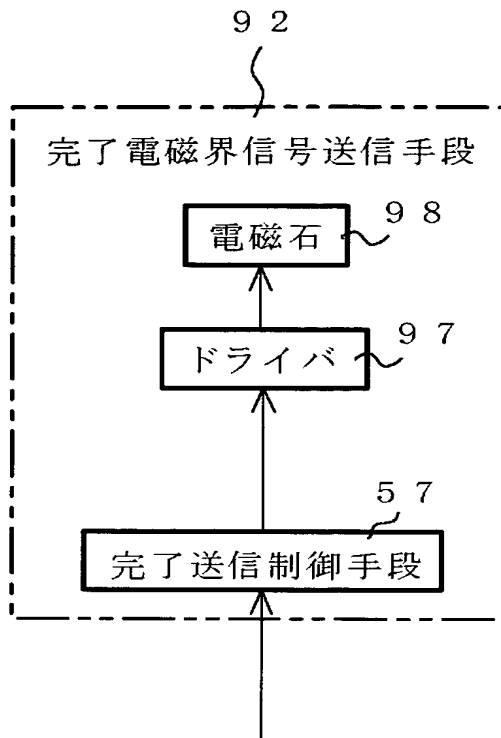 ９２
完了電磁界信号送信手段
電磁石
９８
ドライバ
９７
５７
完了送信制御手段